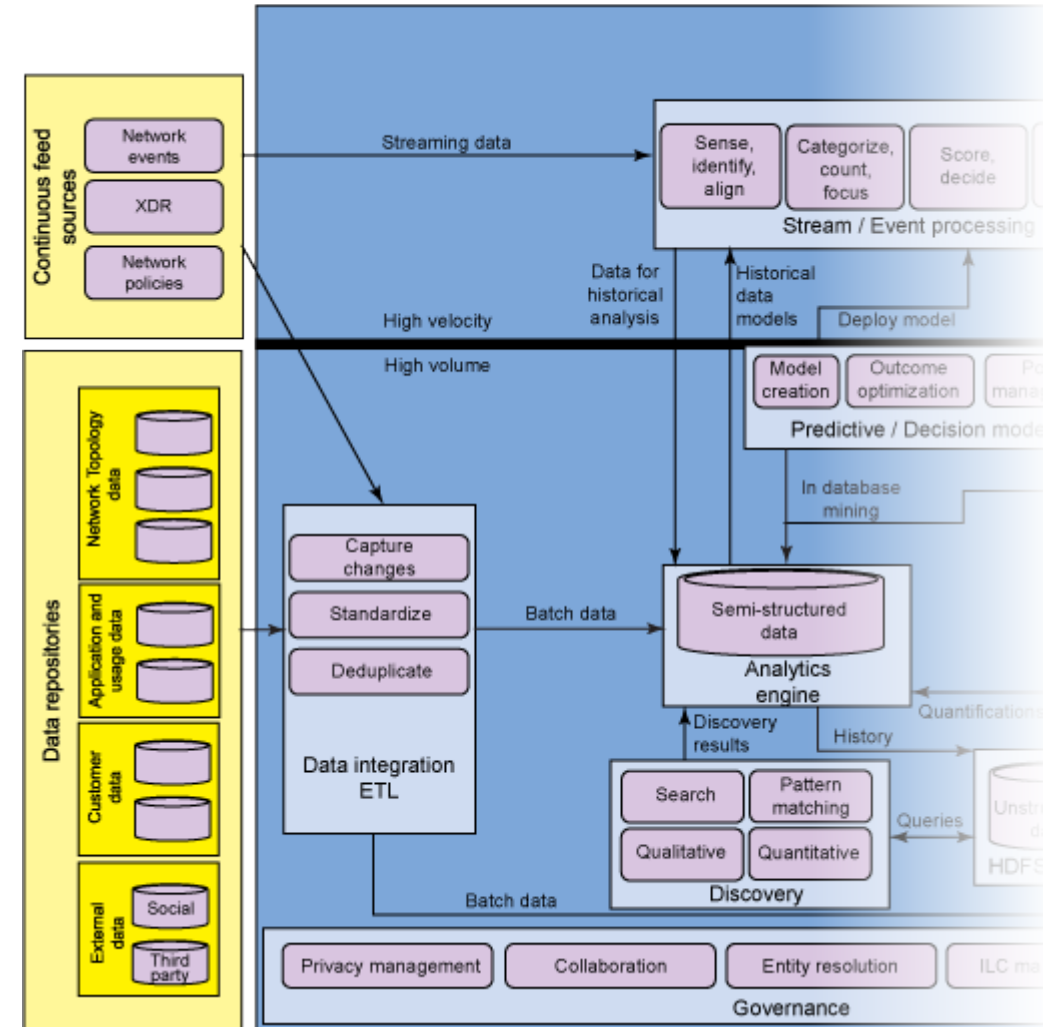 Continuous feed
sources
Network
events
XDR
Network
policies
Streaming data
Sense,
identify,
align
Categorize,
count,
focus
Score,
decide
Stream / Event processing
Data for
historical
analysis
Historical
data
models
Deploy model
High velocity
High volume
Model
creation
Outcome
optimization
Predictive / Decision
In database
mining
Data repositories
Network Topology
data
Application and
usage data
Customer
data
External
data
Social
Third
party
Capture
changes
Standardize
Deduplicate
Data integration
ETL
Batch data
Semi-structured
data
Analytics
engine
Quantifications
Discovery
results
History
Search
Pattern
matching
Qualitative
Quantitative
Discovery
Queries
HDFS
Batch data
Privacy management
Collaboration
Entity resolution
ILC
Governance